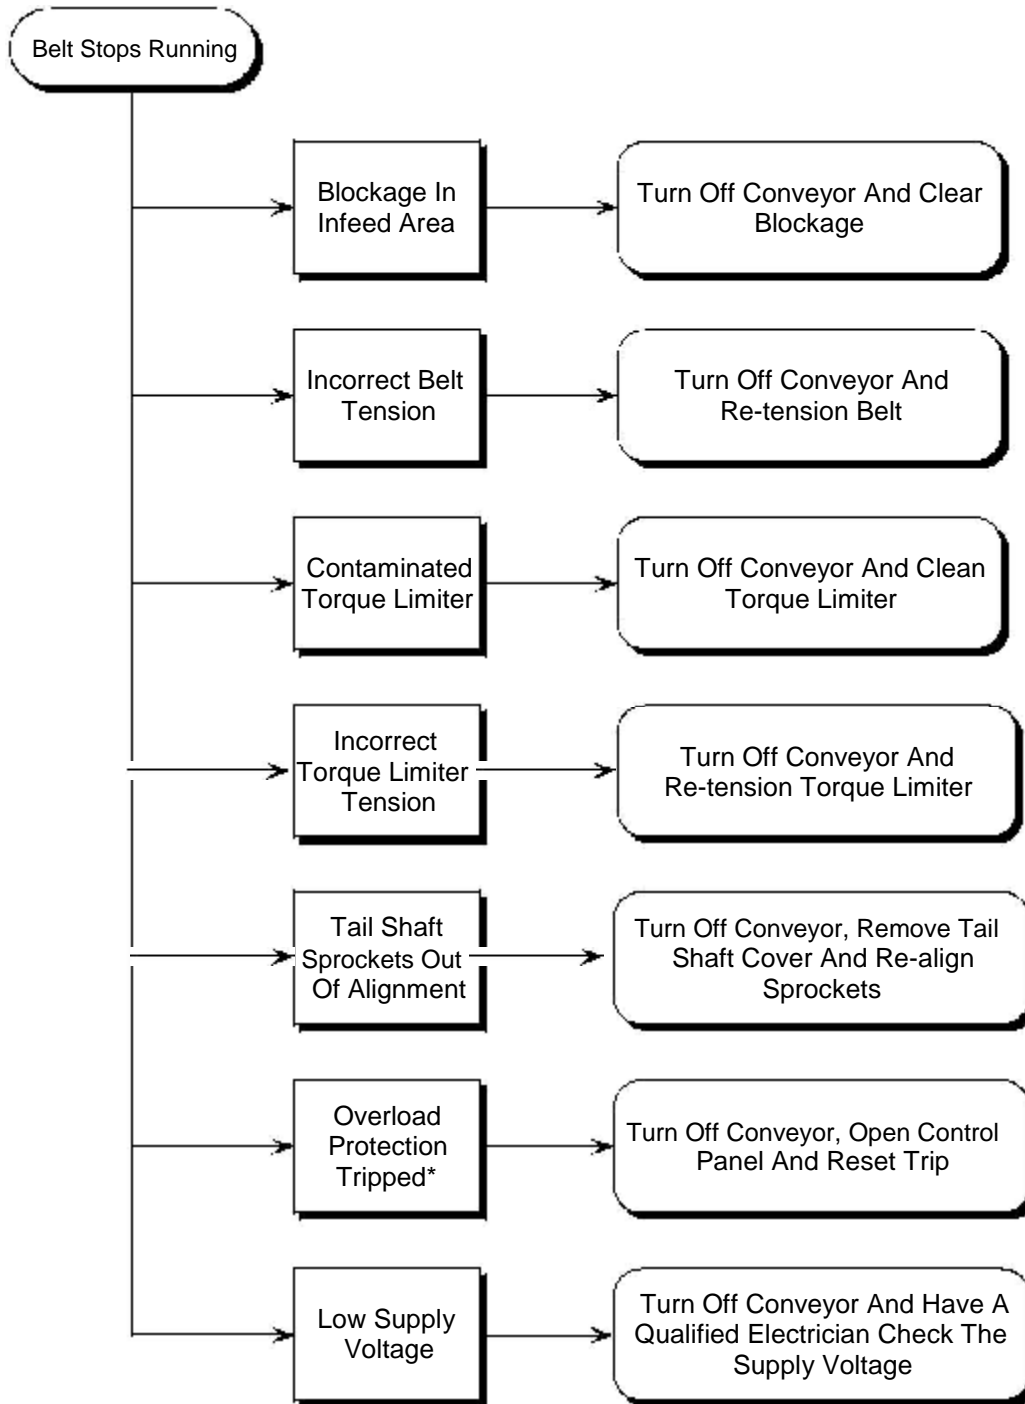 Belt Stops Running
Blockage In
Infeed Area
Turn Off Conveyor And Clear
Blockage
Incorrect Belt
Tension
Turn Off Conveyor And
Re-tension Belt
Contaminated
Torque Limiter
Turn Off Conveyor And Clean
Torque Limiter
Incorrect
Torque Limiter
Tension
Turn Off Conveyor And
Re-tension Torque Limiter
Tail Shaft
Sprockets Out
Of Alignment
Turn Off Conveyor, Remove Tail
Shaft Cover And Re-align
Sprockets
Overload
Protection
Tripped*
Turn Off Conveyor, Open Control
Panel And Reset Trip
Low Supply
Voltage
Turn Off Conveyor And Have A
Qualified Electrician Check The
Supply Voltage